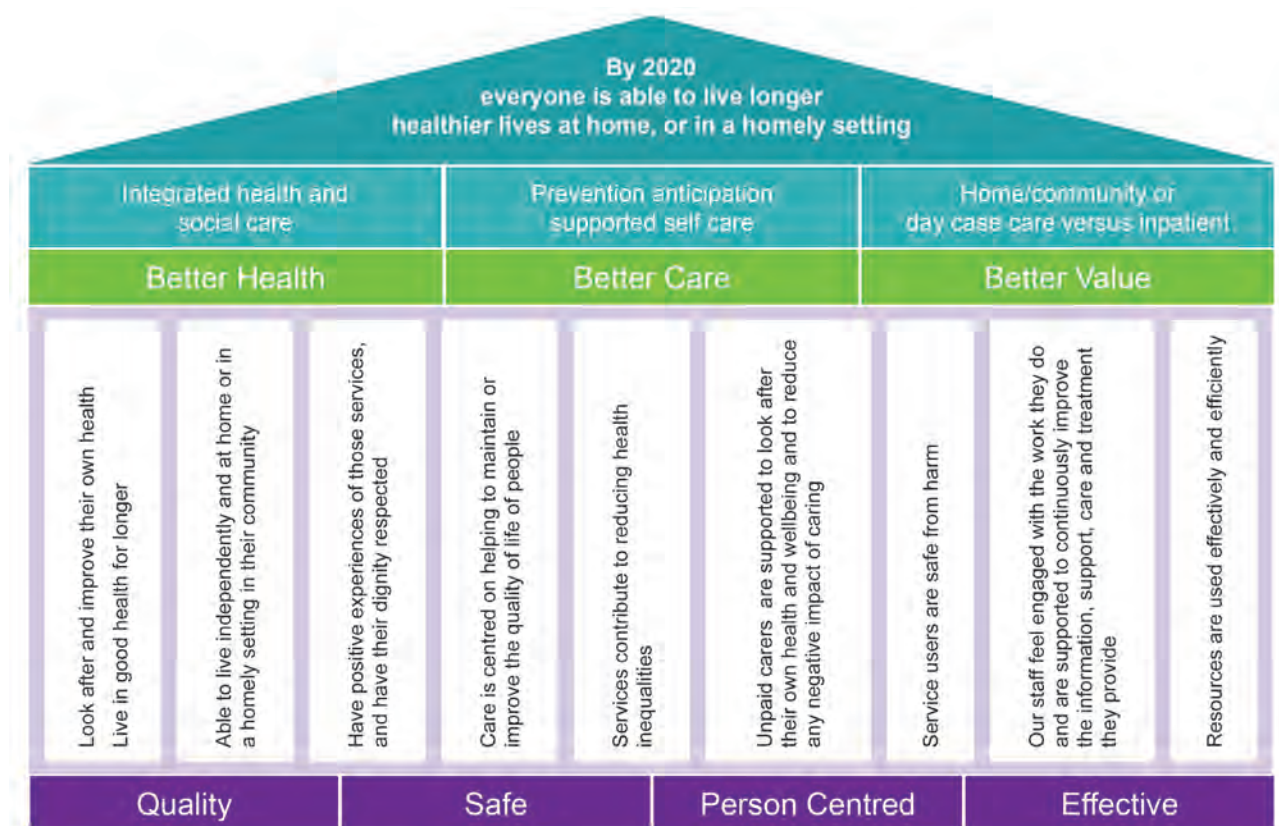 By 2020
everyone is able to live longer
healthier lives at home, or in a homely setting
Integrated health and
social care
Prevention anticipation
supported self care
Home/community or
day case care versus inpatient
Better Health
Better Care
Better Value
Look after and improve their own health
Live in good health for longer
Able to live independently and at home or in
a homely setting in their community
Have positive experiences of those services,
and have their dignity respected
Care is centred on helping to maintain or
improve the quality of life of people
Services contribute to reducing health
inequalities
Unpaid carers are supported to look after
their own health and wellbeing and to reduce
any negative impact of caring
Service users are safe from harm
Our staff feel engaged with the work they do
and are supported to continuously improve
the information, support, care and treatment
they provide
Resources are used effectively and efficiently
Quality
Safe
Person Centred
Effective